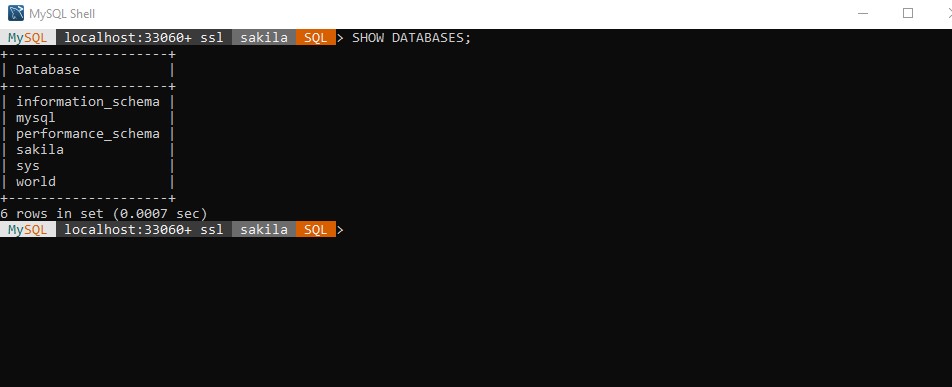 MySQL Shell
MySQL localhost:33060+ ssl sakila SQL > SHOW DATABASES;
+--------------------+
| Database           |
+--------------------+
| information_schema |
| mysql              |
| performance_schema |
| sakila             |
| sys                |
| world              |
+--------------------+
6 rows in set (0.0007 sec)
MySQL localhost:33060+ ssl sakila SQL >